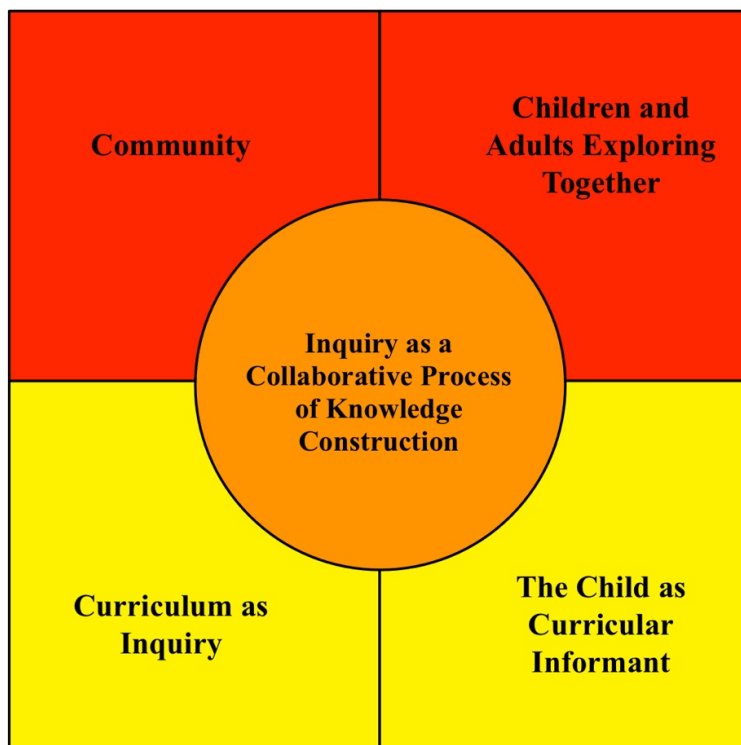 Community
Children and
Adults Exploring
Together
Inquiry as a
Collaborative Process
of Knowledge
Construction
Curriculum as
Inquiry
The Child as
Curricular
Informant